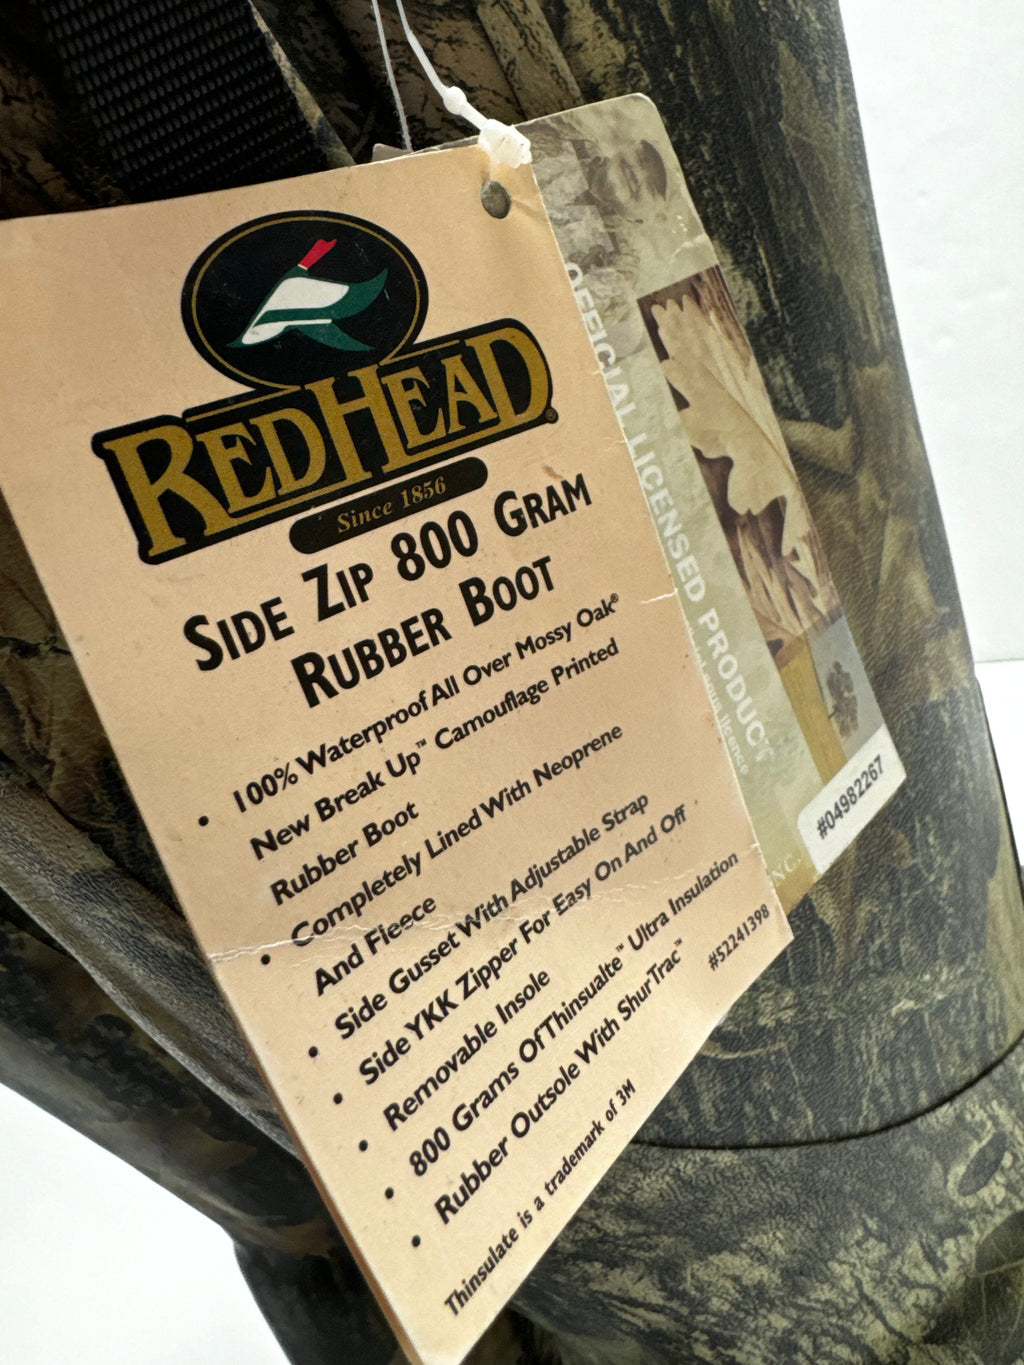 REDHEAD®
Since 1856
SIDE ZIP 800 GRAM
RUBBER BOOT
• 100% Waterproof All Over Mossy Oak®
New Break Up™ Camouflage Printed
Rubber Boot
• Completely Lined With Neoprene
And Fleece
• Side Gusset With Adjustable Strap
• Side YKK Zipper For Easy On And Off
• Removable Insole
• 800 Grams Of Thinsualte™ Ultra Insulation
• Rubber Outsole With ShurTrac™
#52241398
Thinsulate is a trademark of 3M
OFFICIAL LICENSED PRODUCT
#04982267